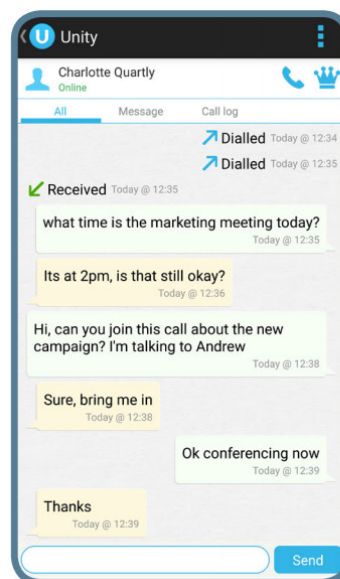 U Unity
Charlotte Quartly
Online
All Message Call log
Dialled Today @ 12:34
Dialled Today @ 12:35
Received Today @ 12:35
what time is the marketing meeting today?
Today @ 12:35
Its at 2pm, is that still okay?
Today @ 12:36
Hi, can you join this call about the new
campaign? I'm talking to Andrew
Today @ 12:38
Sure, bring me in
Today @ 12:38
Ok conferencing now
Today @ 12:39
Thanks
Today @ 12:39
Send